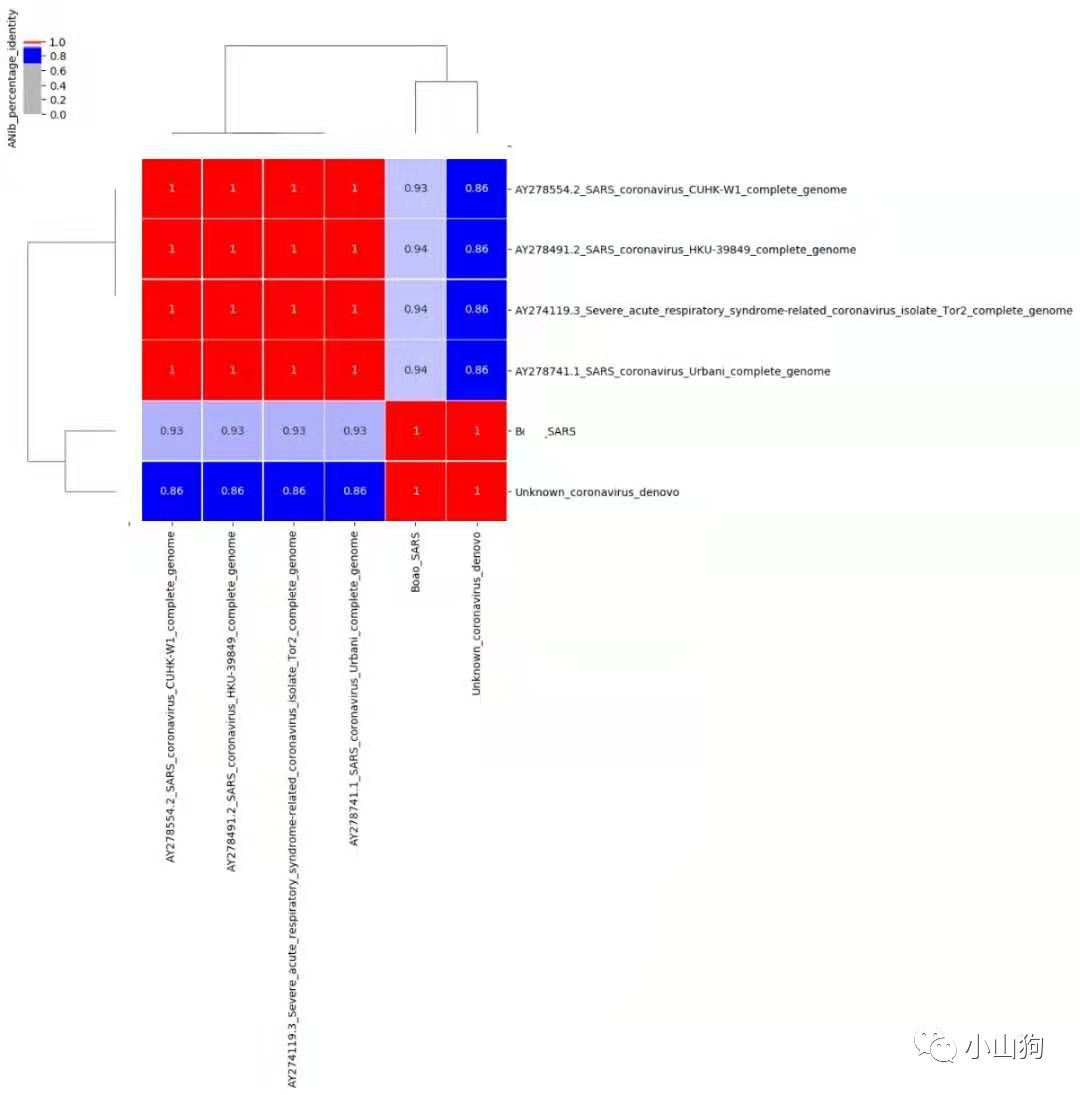 ANIb_percentage_identity
1.0
0.8
0.6
0.4
0.2
0.0
1 1 1 1 0.93 0.86 AY278554.2_SARS_coronavirus_CUHK-W1_complete_genome
1 1 1 1 0.94 0.86 AY278491.2_SARS_coronavirus_HKU-39849_complete_genome
1 1 1 1 0.94 0.86 AY274119.3_Severe_acute_respiratory_syndrome-related_coronavirus_isolate_Tor2_complete_genome
1 1 1 1 0.94 0.86 AY278741.1_SARS_coronavirus_Urbani_complete_genome
0.93 0.93 0.93 0.93 1 1 _SARS
0.86 0.86 0.86 0.86 1 1 Unknown_coronavirus_denovo
AY278554.2_SARS_coronavirus_CUHK-W1_complete_genome
AY278491.2_SARS_coronavirus_HKU-39849_complete_genome
AY274119.3_Severe_acute_respiratory_syndrome-related_coronavirus_isolate_Tor2_complete_genome
AY278741.1_SARS_coronavirus_Urbani_complete_genome
Boao_SARS
Unknown_coronavirus_denovo
小山狗